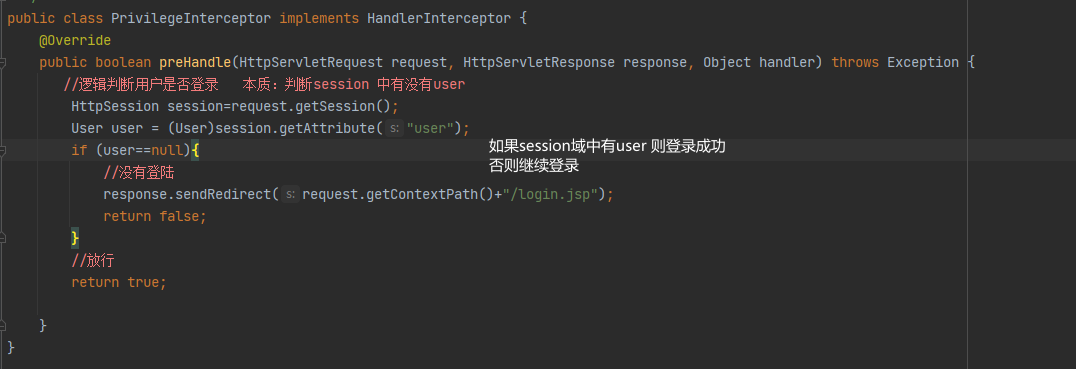 public class PrivilegeInterceptor implements HandlerInterceptor {
@Override
public boolean preHandle(HttpServletRequest request, HttpServletResponse response, Object handler) throws Exception {
//逻辑判断用户是否登录 本质：判断session 中有没有user
HttpSession session=request.getSession();
User user = (User)session.getAttribute( s: "user");
if (user==null){
如果session域中有user 则登录成功
否则继续登录
//没有登陆
response.sendRedirect( s: request.getContextPath()+"/login.jsp");
return false;
}
//放行
return true;
}
}